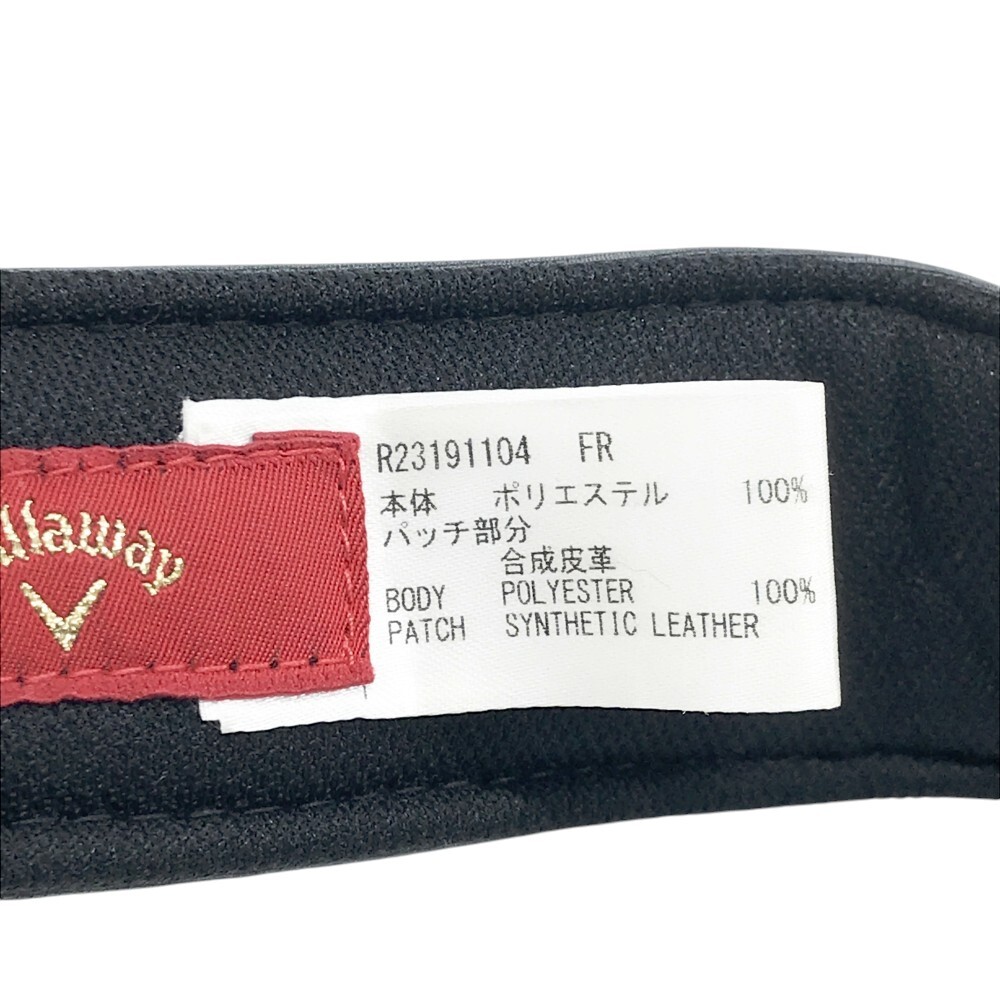 allaway
R23191104 FR
本体 ポリエステル 100%
パッチ部分
合成皮革
BODY POLYESTER 100%
PATCH SYNTHETIC LEATHER